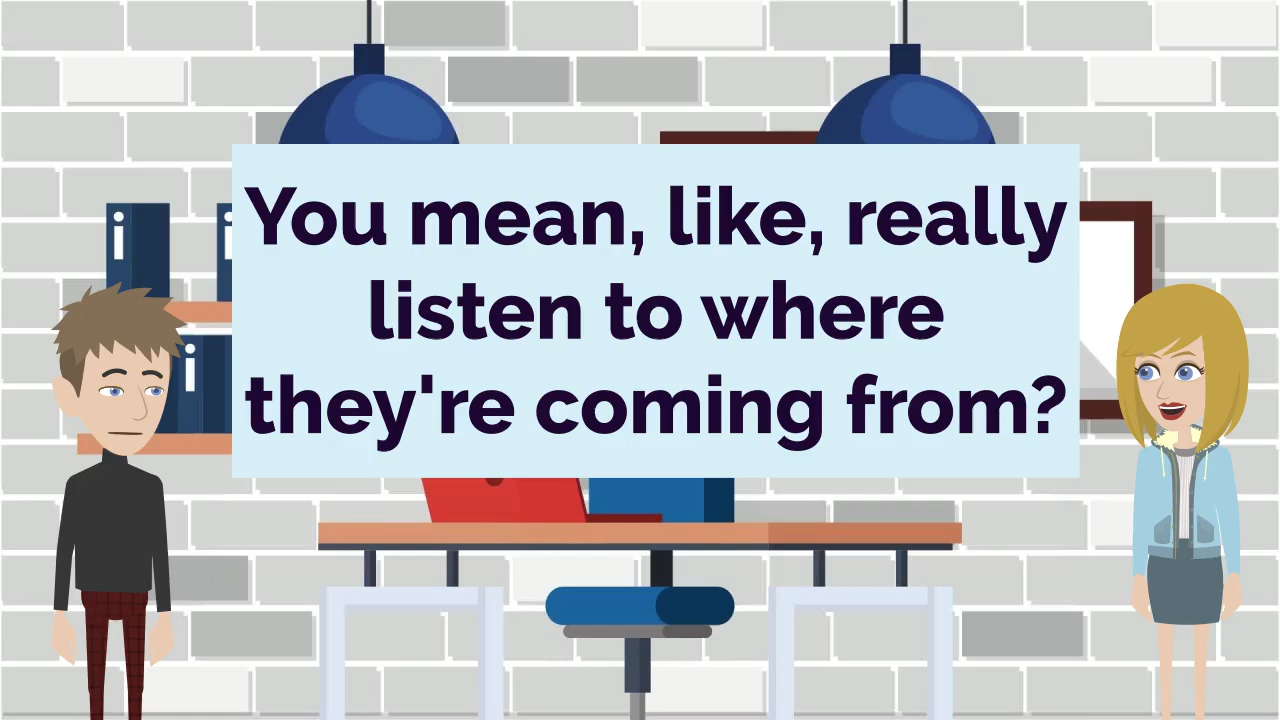 You mean, like, really
listen to where
they're coming from?